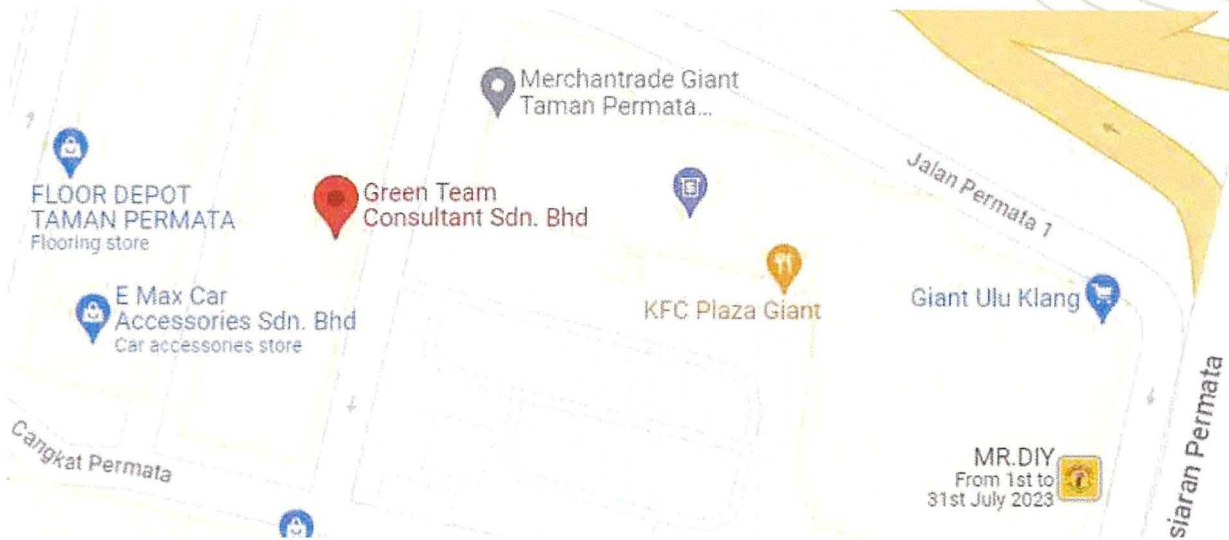 Merchantrade Giant
Taman Permata...
FLOOR DEPOT
TAMAN PERMATA
Flooring store
Green Team
Consultant Sdn. Bhd
Jalan Permata 1
E Max Car
Accessories Sdn. Bhd
Car accessories store
KFC Plaza Giant
Giant Ulu Klang
Cangkat Permata
MR.DIY
From 1st to
31st July 2023
siaran Permata